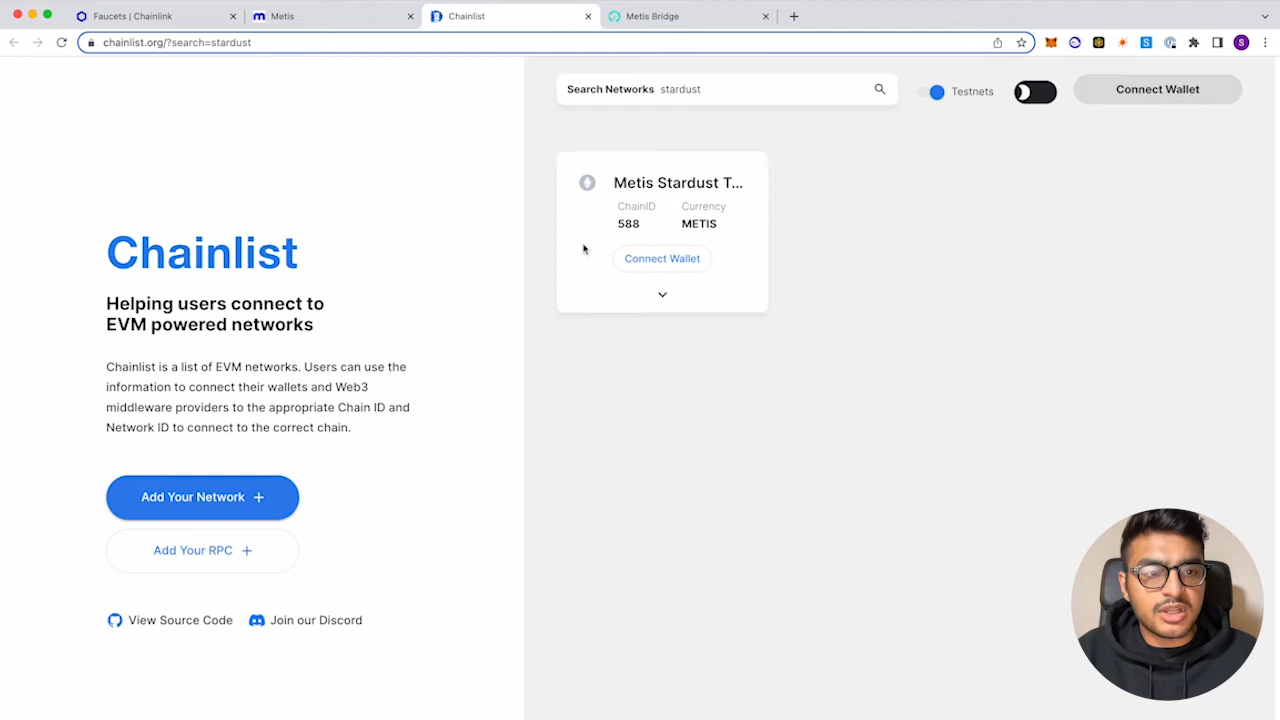 Faucets | Chainlink
Metis
Chainlist
Metis Bridge
chainlist.org/?search=stardust
S
S
Search Networks stardust
Testnets
Connect Wallet
Metis Stardust T...
ChainID Currency
588 METIS
Connect Wallet
Chainlist
Helping users connect to
EVM powered networks
Chainlist is a list of EVM networks. Users can use the
information to connect their wallets and Web3
middleware providers to the appropriate Chain ID and
Network ID to connect to the correct chain.
Add Your Network +
Add Your RPC +
View Source Code Join our Discord